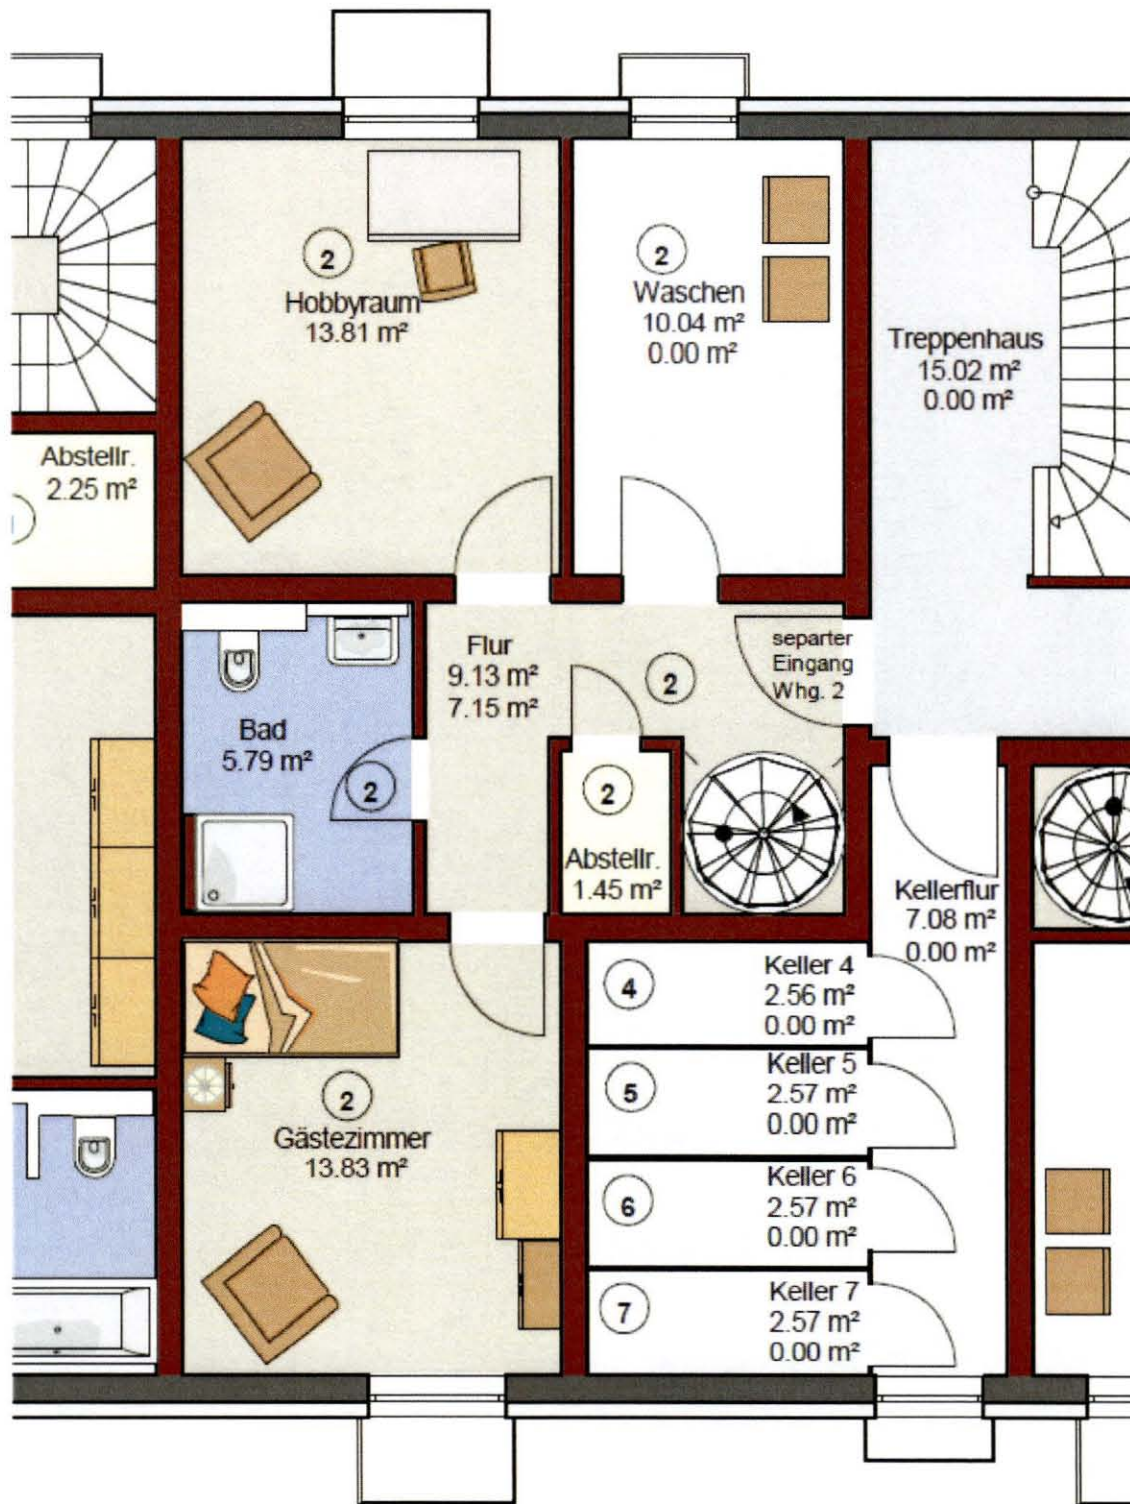 2
Hobbyraum
13.81 m²
2
Waschen
10.04 m²
0.00 m²
Treppenhaus
15.02 m²
0.00 m²
Abstellr.
2.25 m²
Flur
9.13 m²
7.15 m²
2
separter
Eingang
Whg. 2
Bad
5.79 m²
2
2
Abstellr.
1.45 m²
Kellerflur
7.08 m²
0.00 m²
4
Keller 4
2.56 m²
0.00 m²
5
Keller 5
2.57 m²
0.00 m²
2
Gästezimmer
13.83 m²
6
Keller 6
2.57 m²
0.00 m²
7
Keller 7
2.57 m²
0.00 m²